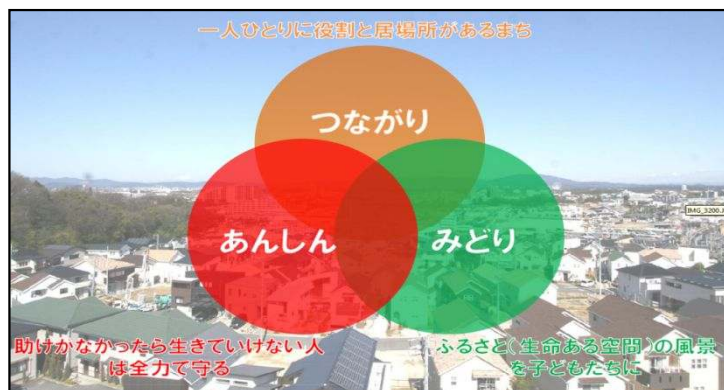 一人ひとりに役割と居場所があるまち
つながり
あんしん
みどり
IMG_3200.J
助けがなかったら生きていけない人
は全力で守る
ふるさと（生命ある空間）の風景
を子どもたちに